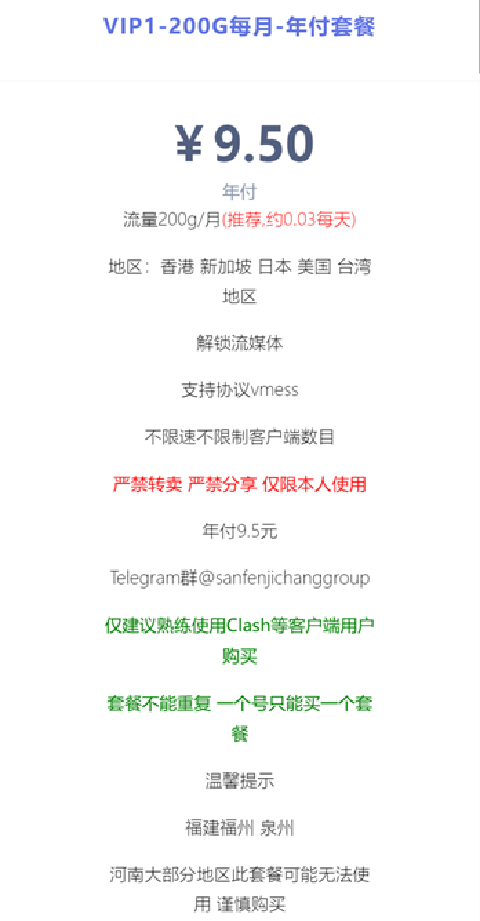 VIP1-200G每月-年付套餐
￥9.50
年付
流量200g/月(推荐,约0.03每天)
地区：香港 新加坡 日本 美国 台湾
地区
解锁流媒体
支持协议vmess
不限速不限制客户端数目
严禁转卖 严禁分享 仅限本人使用
年付9.5元
Telegram群@sanfenjichanggroup
仅建议熟练使用Clash等客户端用户
购买
套餐不能重复 一个号只能买一个套
餐
温馨提示
福建福州 泉州
河南大部分地区此套餐可能无法使
用 谨慎购买